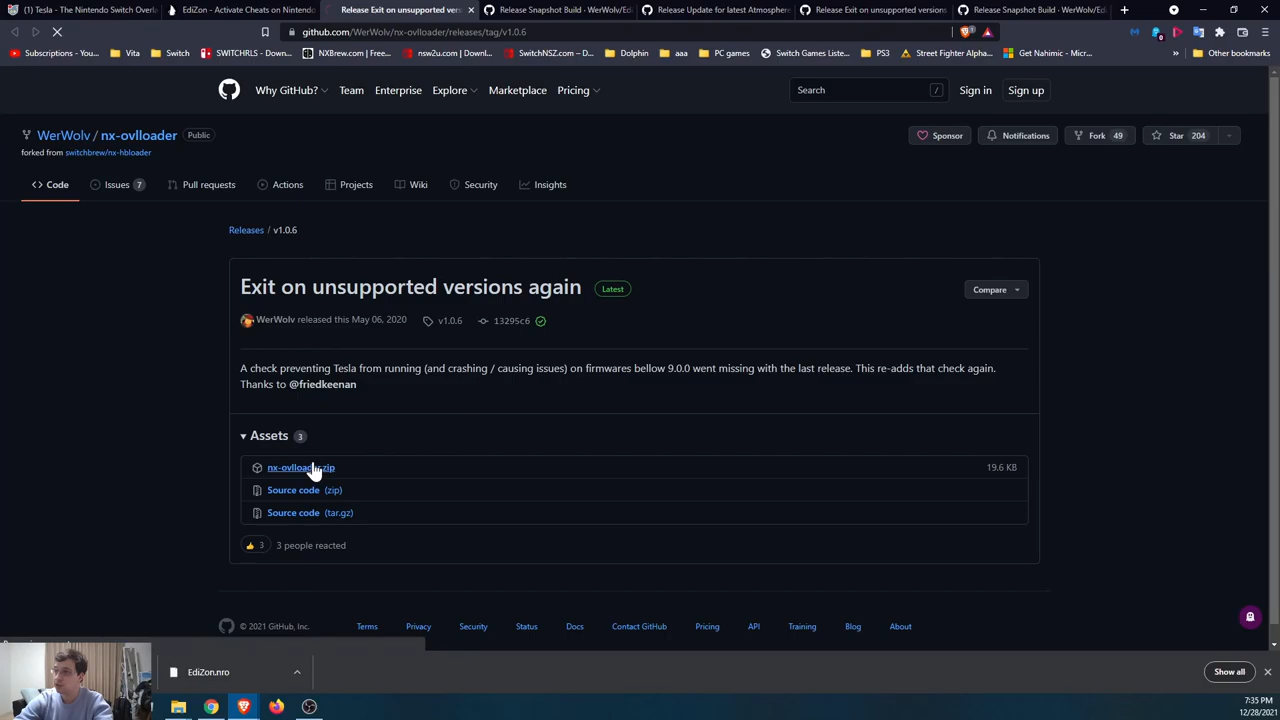 (1) Tesla - The Nintendo Switch Overl
EdiZon - Activate Cheats on Nintendo
Release Exit on unsupported versi
Release Snapshot Build · WerWolv/Edi
Release Update for latest Atmosphere
Release Exit on unsupported versions
Release Snapshot Build · WerWolv/Edi
github.com/WerWolv/nx-ovlloader/releases/tag/v1.0.6
Subscriptions - You...
Vita
Switch
SWITCHRLS - Down...
NXBrew.com | Free...
nsw2u.com | Downl...
SwitchNSZ.com – D...
Dolphin
aaa
PC games
Switch Games Liste...
PS3
Street Fighter Alpha...
Get Nahimic - Micr...
»
Other bookmarks
Why GitHub?
Team
Enterprise
Explore
Marketplace
Pricing
Search
/
Sign in
Sign up
WerWolv / nx-ovlloader
Public
Sponsor
Notifications
Fork 49
Star 204
forked from switchbrew/nx-hbloader
<> Code
Issues 7
Pull requests
Actions
Projects
Wiki
Security
Insights
Releases / v1.0.6
Exit on unsupported versions again
Latest
Compare
WerWolv released this May 06, 2020
v1.0.6
13295c6
A check preventing Tesla from running (and crashing / causing issues) on firmwares bellow 9.0.0 went missing with the last release. This re-adds that check again.
Thanks to @friedkeenan
Assets 3
nx-ovlloader.zip
19.6 KB
Source code (zip)
Source code (tar.gz)
3
3 people reacted
© 2021 GitHub, Inc.
Terms
Privacy
Security
Status
Docs
Contact GitHub
Pricing
API
Training
Blog
About
EdiZon.nro
Show all
7:35 PM
12/28/2021